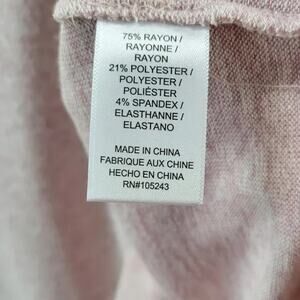 75% RAYON /
RAYONNE /
RAYON
21% POLYESTER /
POLYESTER /
POLIÉSTER
4% SPANDEX /
ELASTHANNE /
ELASTANO
MADE IN CHINA
FABRIQUE AUX CHINE
HECHO EN CHINA
RN#105243